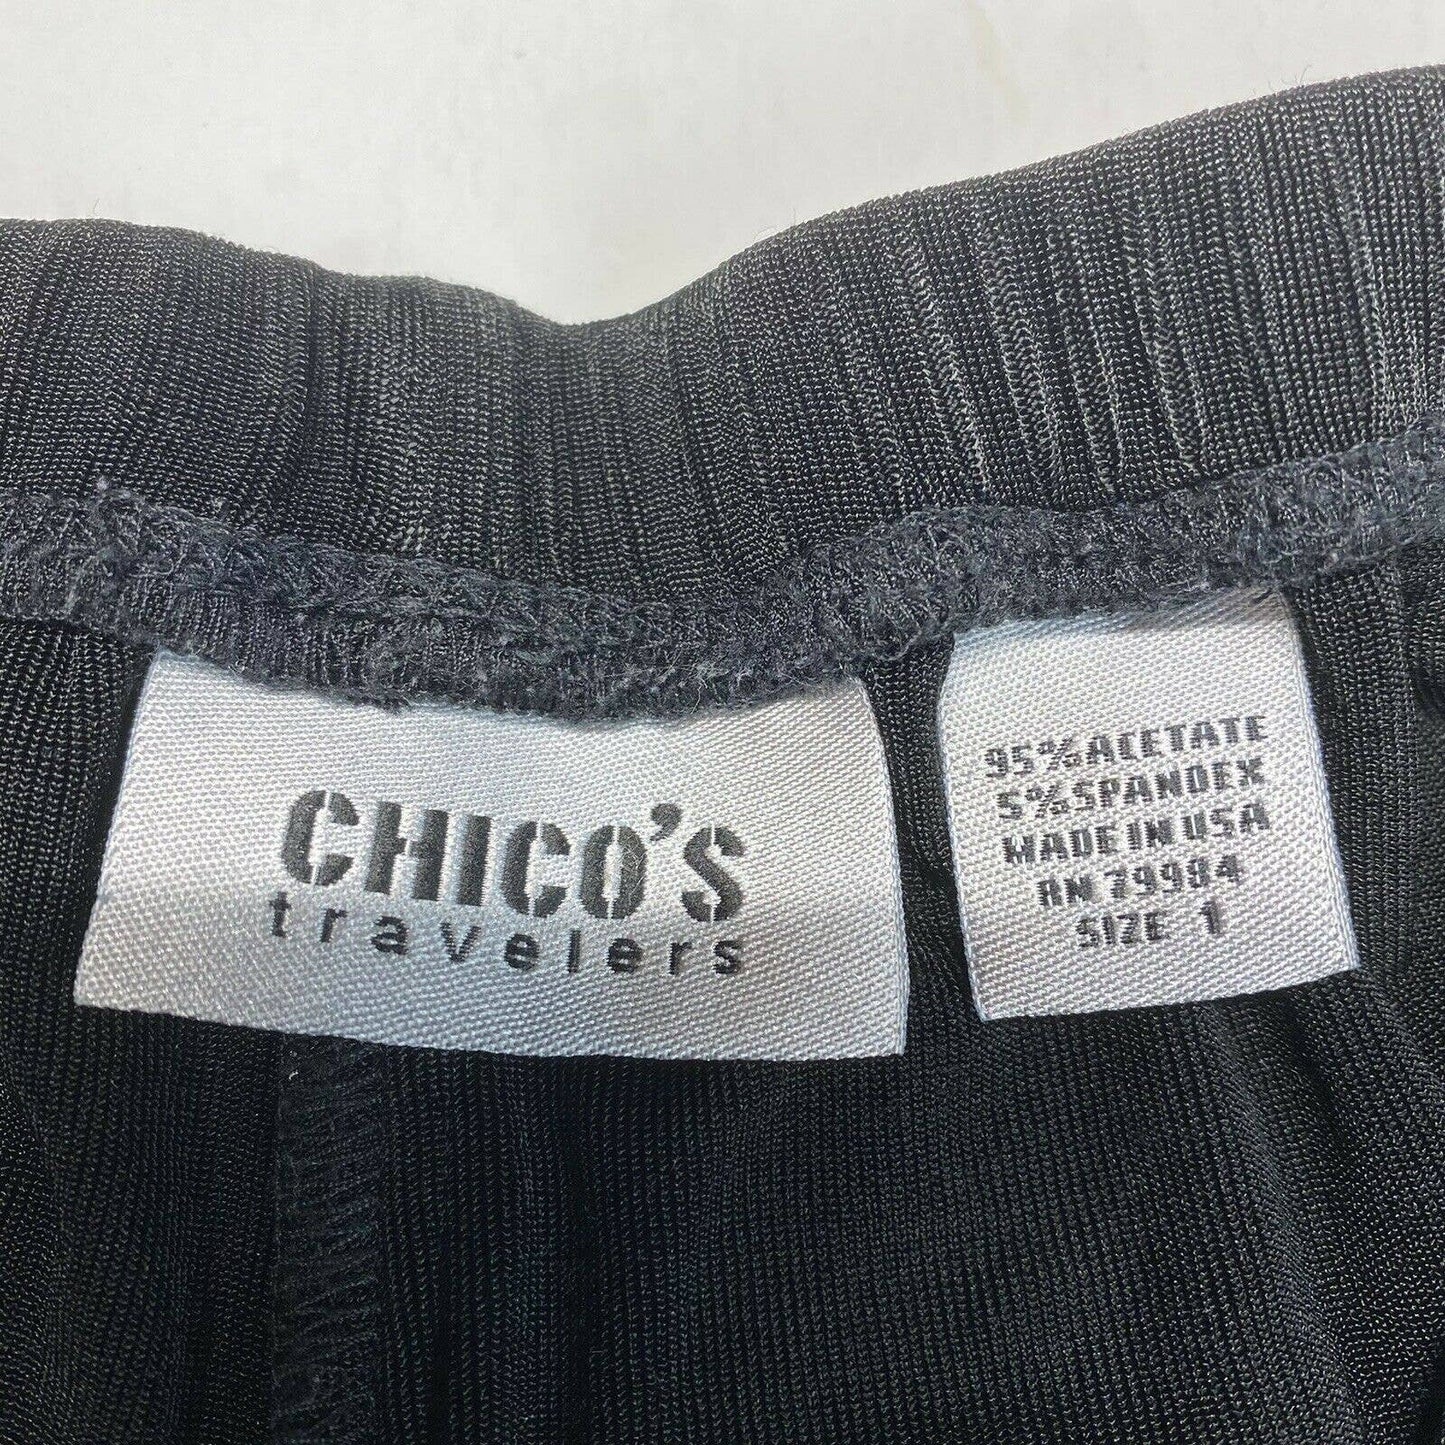 CHICO'S
travelers
95% ACETATE
5% SPANDEX
MADE IN USA
RN 79984
SIZE 1